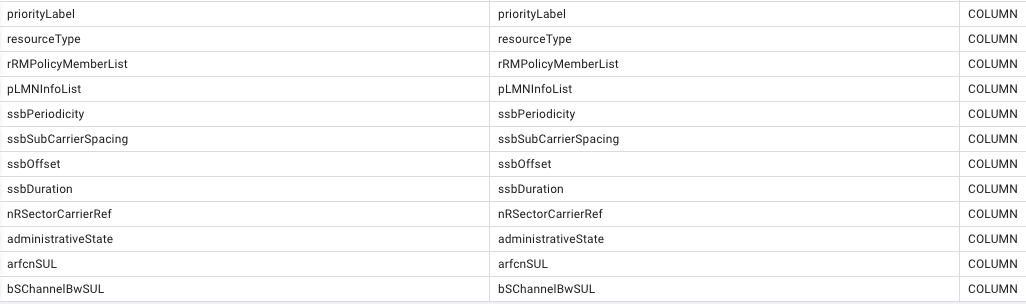 priorityLabel priorityLabel COLUMN
resourceType resourceType COLUMN
rRMPolicyMemberList rRMPolicyMemberList COLUMN
pLMNInfoList pLMNInfoList COLUMN
ssbPeriodicity ssbPeriodicity COLUMN
ssbSubCarrierSpacing ssbSubCarrierSpacing COLUMN
ssbOffset ssbOffset COLUMN
ssbDuration ssbDuration COLUMN
nRSectorCarrierRef nRSectorCarrierRef COLUMN
administrativeState administrativeState COLUMN
arfcnSUL arfcnSUL COLUMN
bSChannelBwSUL bSChannelBwSUL COLUMN